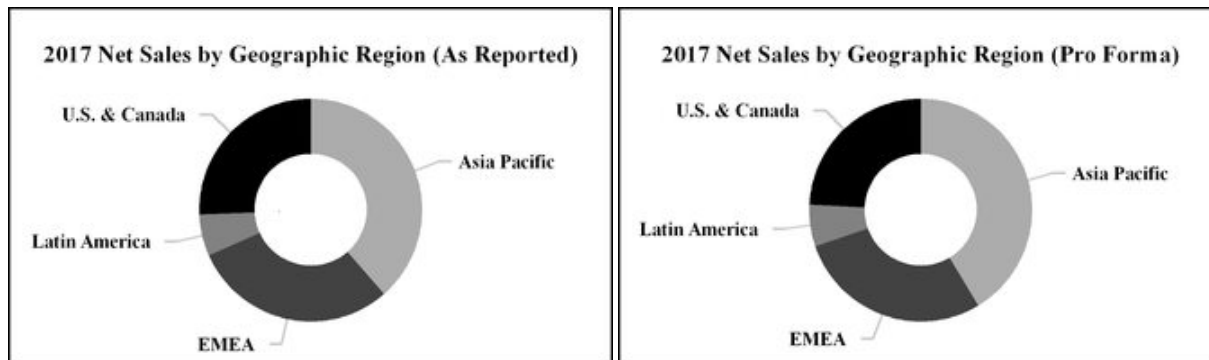 2017 Net Sales by Geographic Region (As Reported)
U.S. & Canada
Asia Pacific
Latin America
EMEA
2017 Net Sales by Geographic Region (Pro Forma)
U.S. & Canada
Asia Pacific
Latin America
EMEA